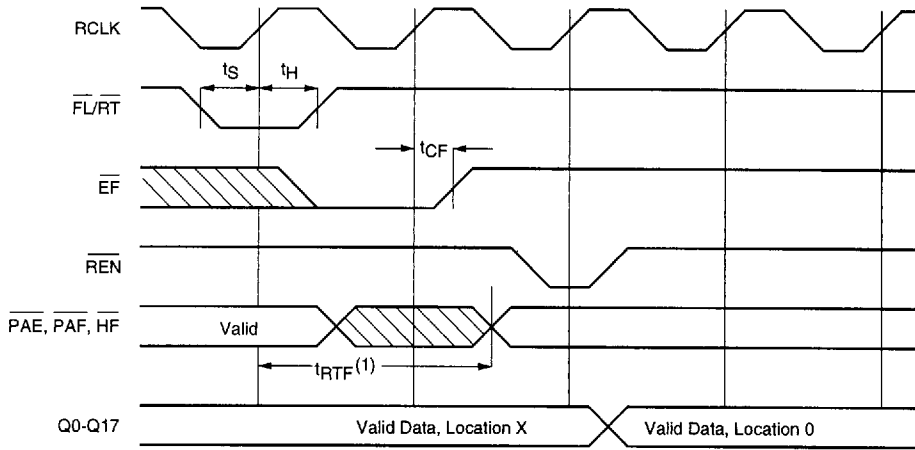 RCLK
tS tH
FL/RT
tCF
EF
REN
PAE, PAF, HF
Valid
tRTF(1)
Q0-Q17
Valid Data, Location X
Valid Data, Location 0